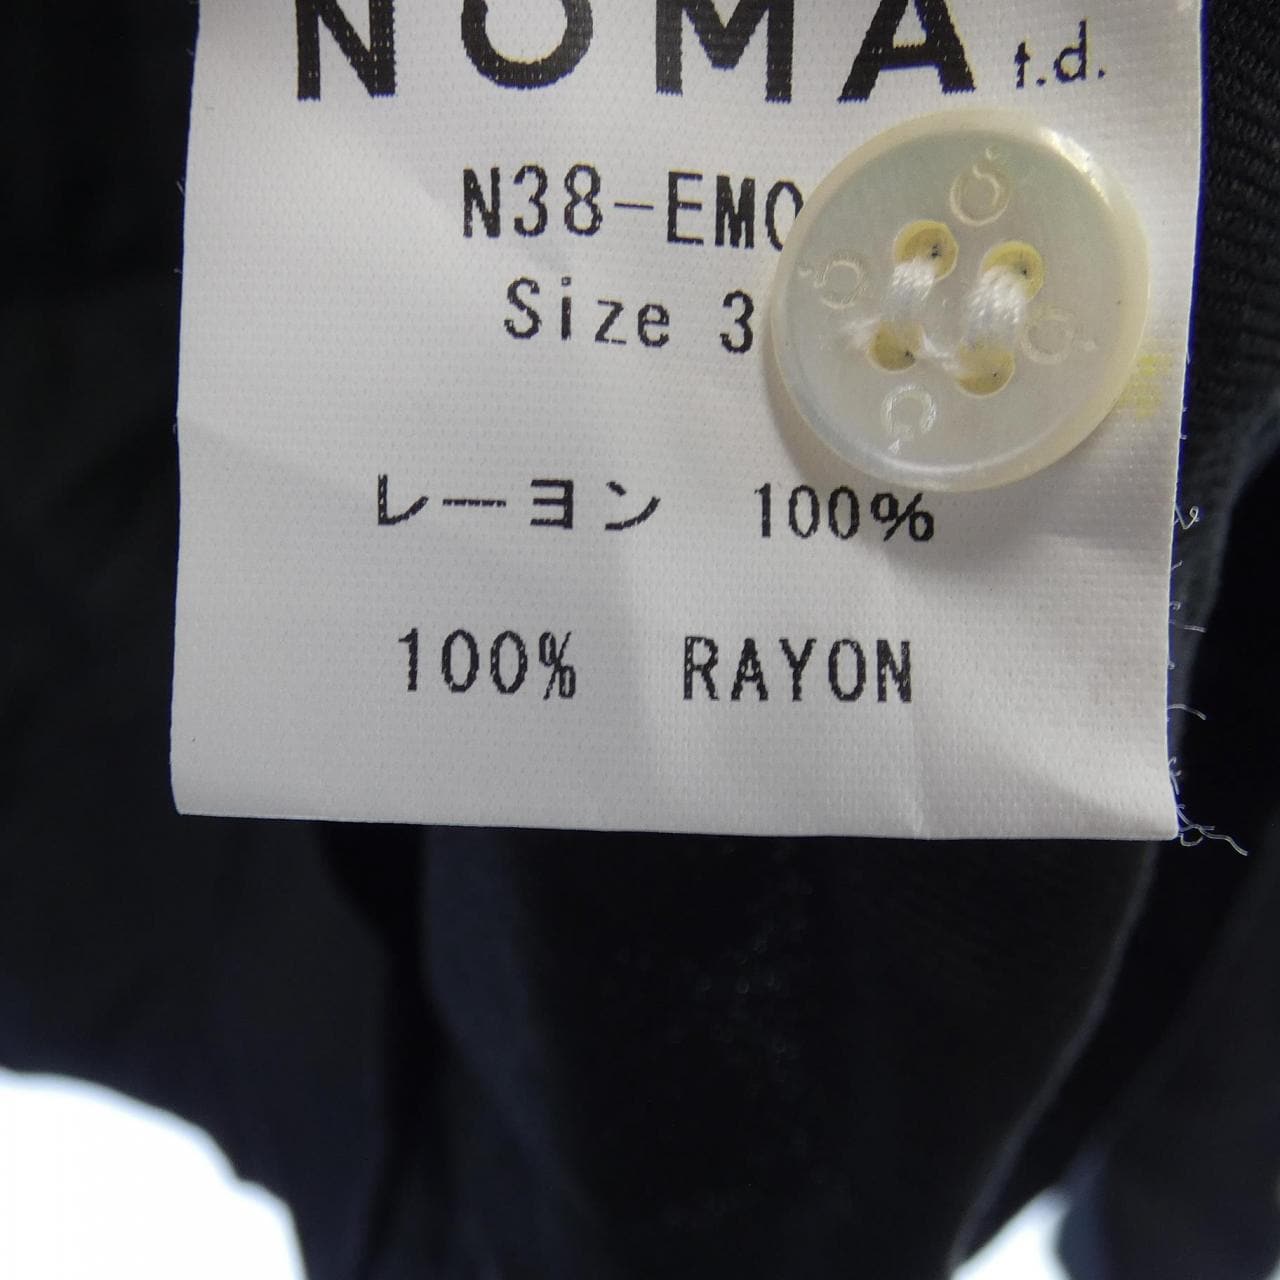 NOMA t.d.
N38-EMO
Size 3
レーヨン 100%
100% RAYON